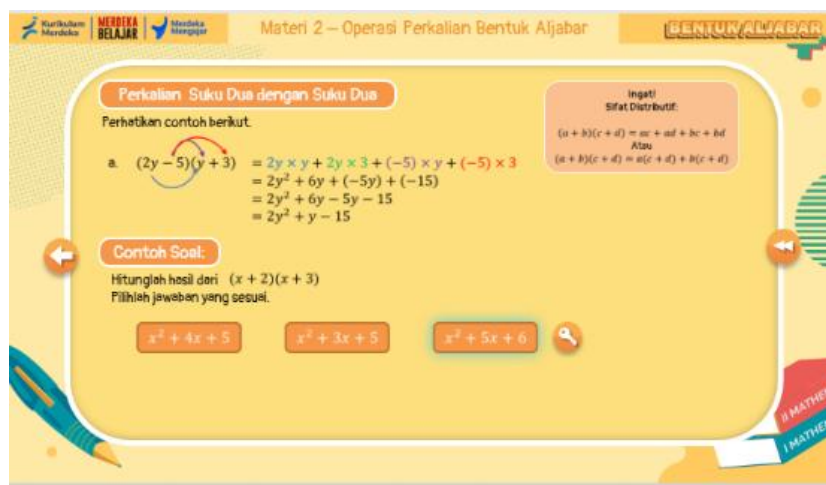 Kurikulum Merdeka
MERDEKA BELAJAR
Merdeka Mengajar
Materi 2 – Operasi Perkalian Bentuk Aljabar
BENTUK ALJABAR
Perkalian Suku Dua dengan Suku Dua
Perhatikan contoh berikut.
a. (2y − 5)(y + 3) = 2y × y + 2y × 3 + (−5) × y + (−5) × 3
= 2y² + 6y + (−5y) + (−15)
= 2y² + 6y − 5y − 15
= 2y² + y − 15
Ingat!
Sifat Distributif:
(a + b)(c + d) = ac + ad + bc + bd
Atau
(a + b)(c + d) = a(c + d) + b(c + d)
Contoh Soal:
Hitunglah hasil dari (x + 2)(x + 3)
Pilihlah jawaban yang sesuai.
x² + 4x + 5
x² + 3x + 5
x² + 5x + 6
II MATHE
I MATHE